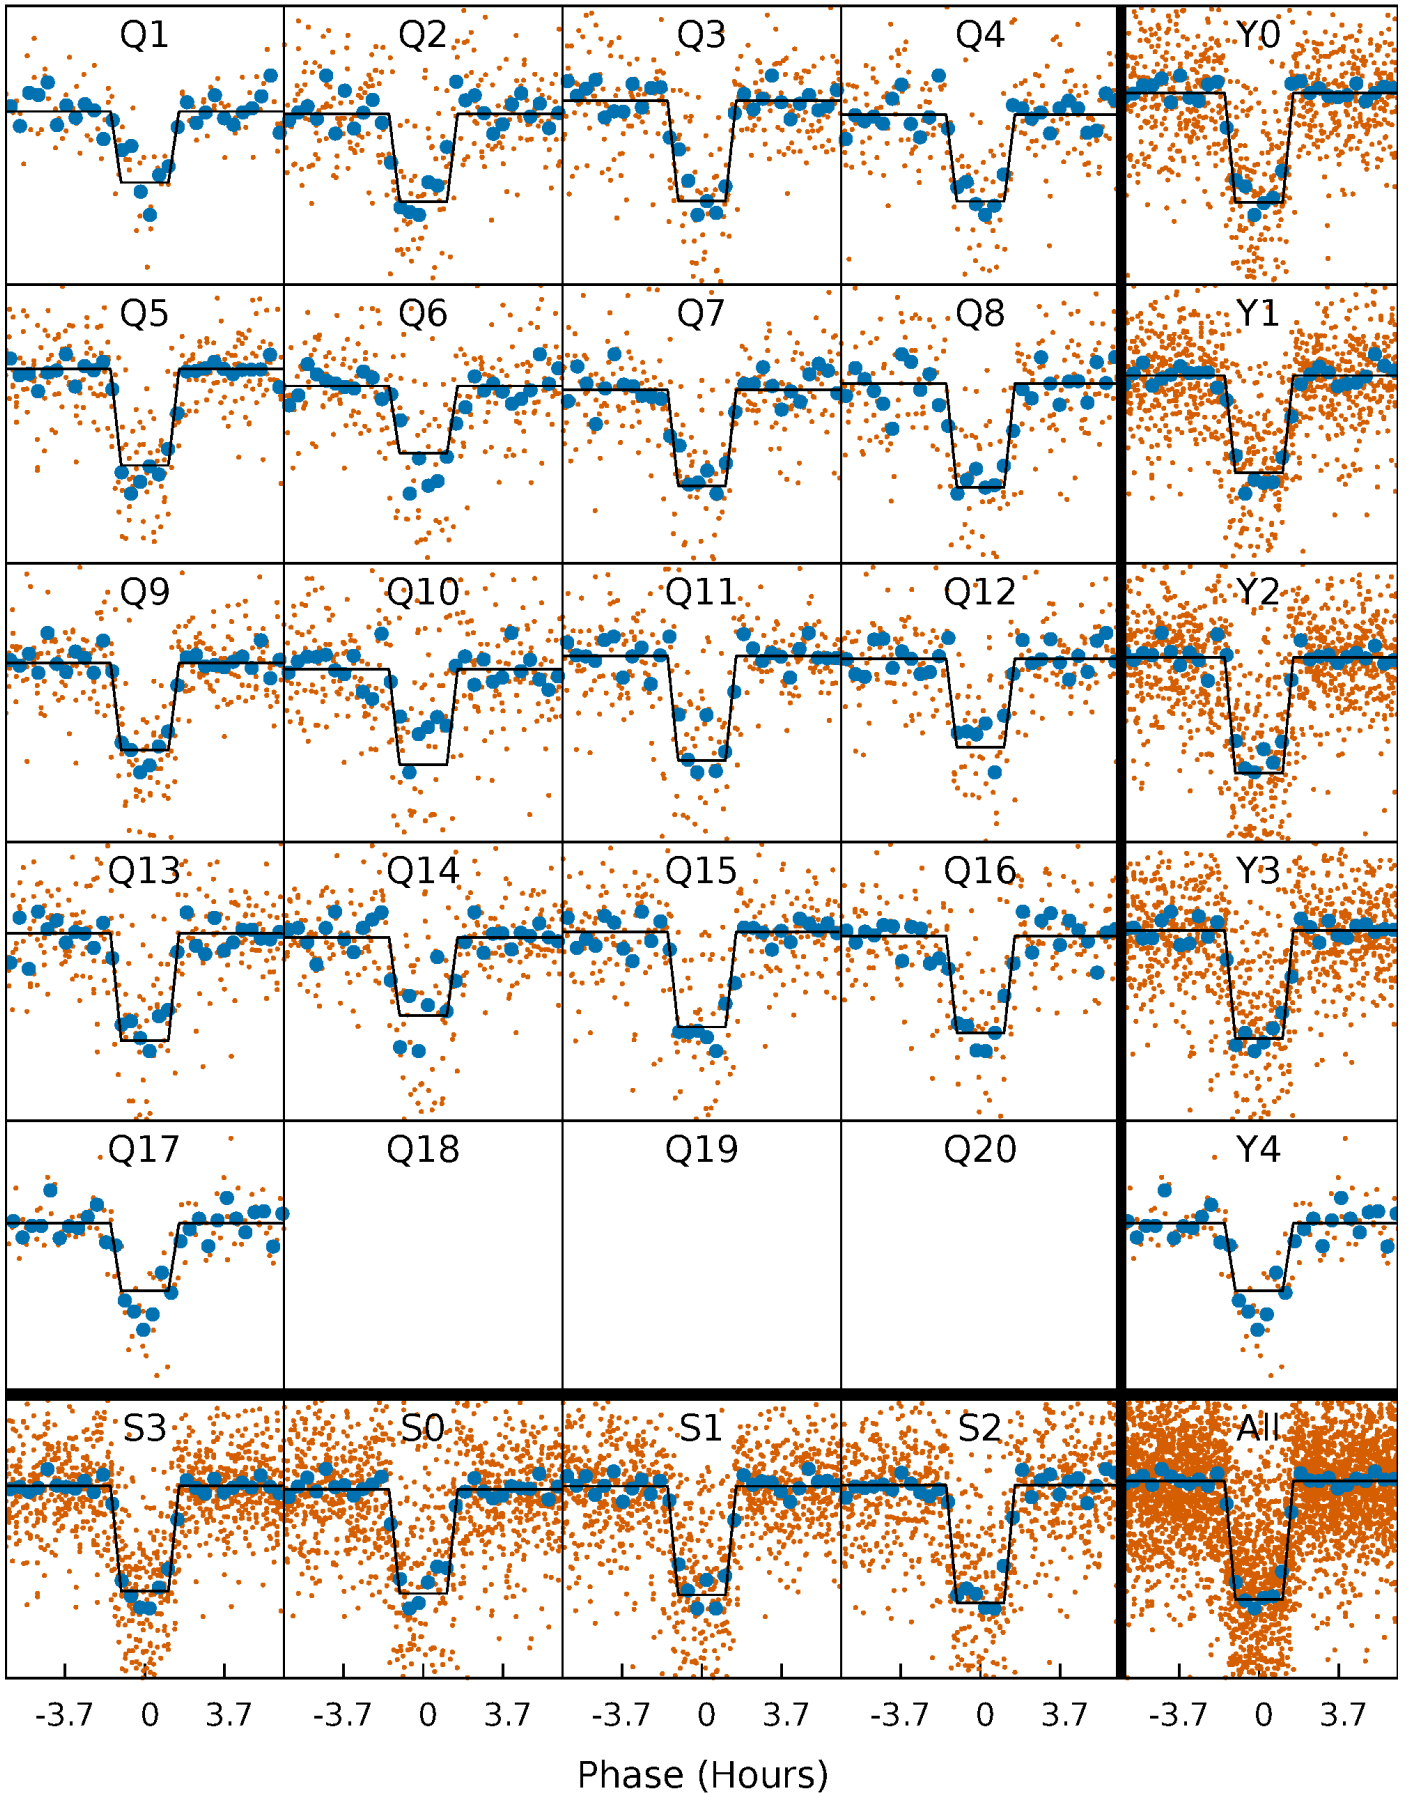 Q1 Q2 Q3 Q4 Y0
Q5 Q6 Q7 Q8 Y1
Q9 Q10 Q11 Q12 Y2
Q13 Q14 Q15 Q16 Y3
Q17 Q18 Q19 Q20 Y4
S3 S0 S1 S2 All
-3.7 0 3.7 -3.7 0 3.7 -3.7 0 3.7 -3.7 0 3.7 -3.7 0 3.7
Phase (Hours)